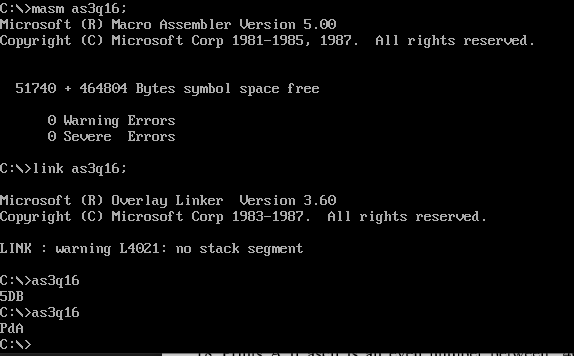 C:\>masm as3q16;
Microsoft (R) Macro Assembler Version 5.00
Copyright (C) Microsoft Corp 1981-1985, 1987.  All rights reserved.
51740 + 464804 Bytes symbol space free
0 Warning Errors
0 Severe  Errors
C:\>link as3q16;
Microsoft (R) Overlay Linker  Version 3.60
Copyright (C) Microsoft Corp 1983-1987.  All rights reserved.
LINK : warning L4021: no stack segment
C:\>as3q16
5DB
C:\>as3q16
PdA
C:\>